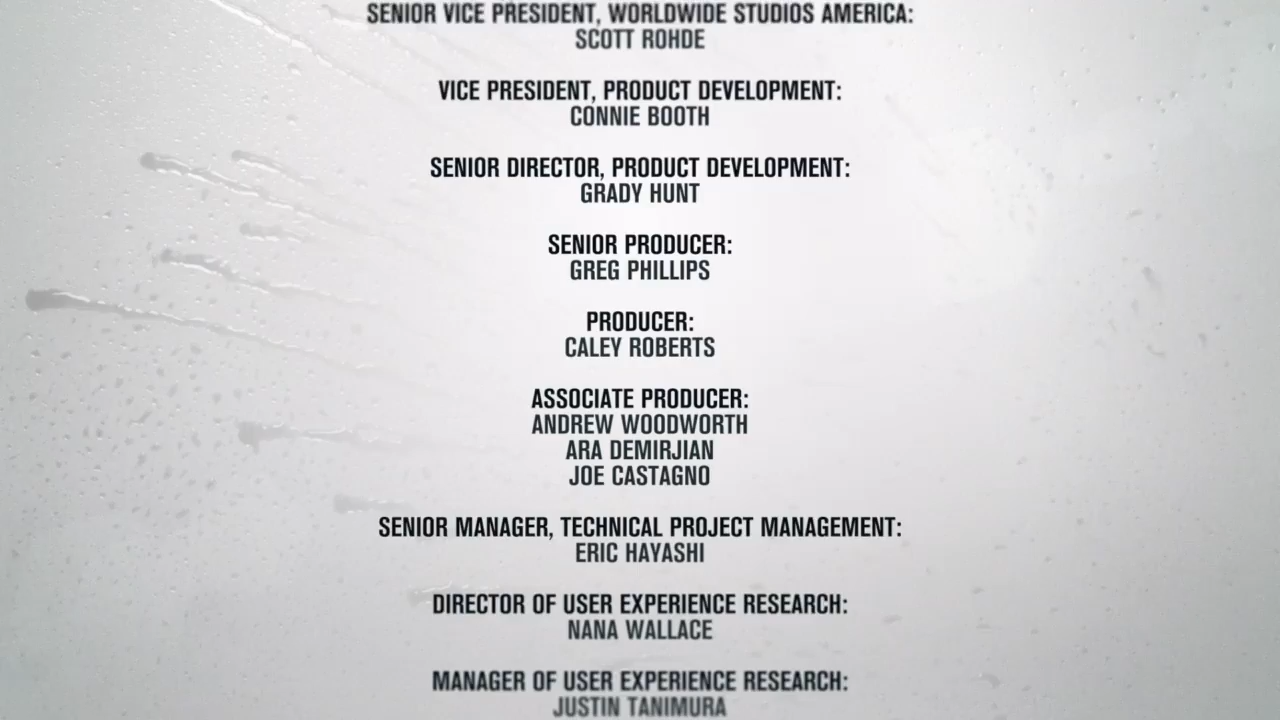 SENIOR VICE PRESIDENT, WORLDWIDE STUDIOS AMERICA:
SCOTT ROHDE
VICE PRESIDENT, PRODUCT DEVELOPMENT:
CONNIE BOOTH
SENIOR DIRECTOR, PRODUCT DEVELOPMENT:
GRADY HUNT
SENIOR PRODUCER:
GREG PHILLIPS
PRODUCER:
CALEY ROBERTS
ASSOCIATE PRODUCER:
ANDREW WOODWORTH
ARA DEMIRJIAN
JOE CASTAGNO
SENIOR MANAGER, TECHNICAL PROJECT MANAGEMENT:
ERIC HAYASHI
DIRECTOR OF USER EXPERIENCE RESEARCH:
NANA WALLACE
MANAGER OF USER EXPERIENCE RESEARCH:
JUSTIN TANIMURA